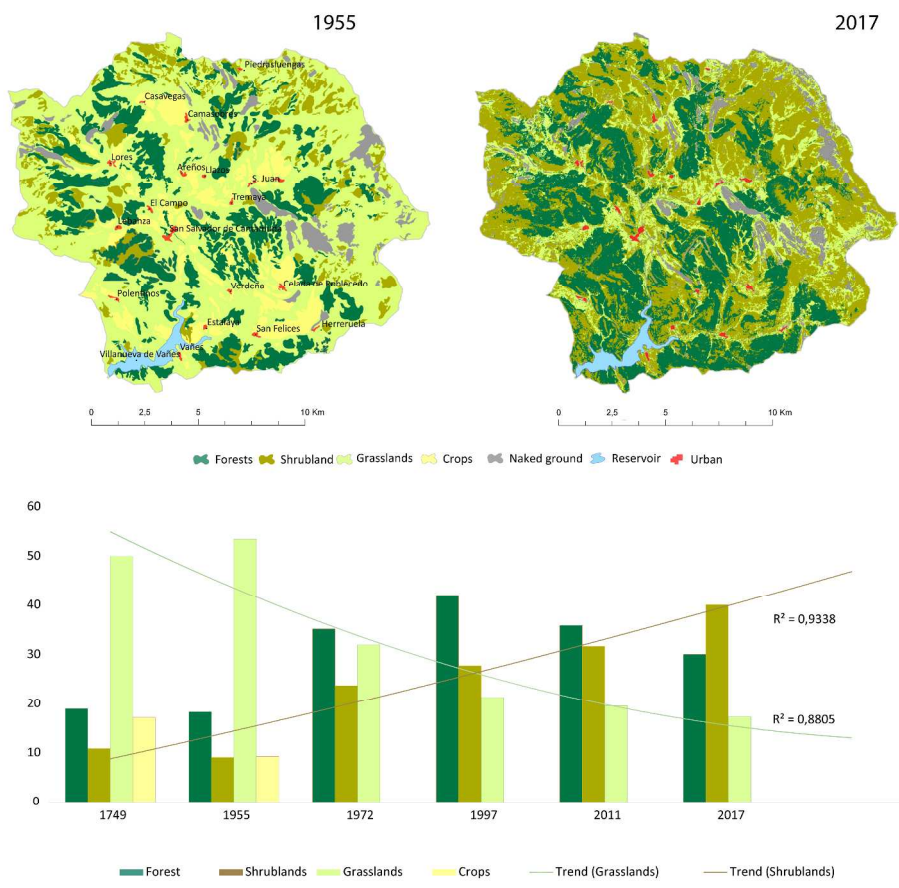 1955
2017
Piedrasluengas
Casavegas
Camasobres
Lores
Areños
Llazos
S. Juan
El Campo
Tremaya
Lebanza
San Salvador de Cantamuda
Verdeña
Celada de Roblecedo
Polentinos
Estalaya
San Felices
Herreruela
Vañes
Villanueva de Vañes
0 2,5 5 10 Km
0 2,5 5 10 Km
Forests Shrubland Grasslands Crops Naked ground Reservoir Urban
60
50
40
30
20
10
0
R² = 0,9338
R² = 0,8805
1749 1955 1972 1997 2011 2017
Forest Shrublands Grasslands Crops Trend (Grasslands) Trend (Shrublands)